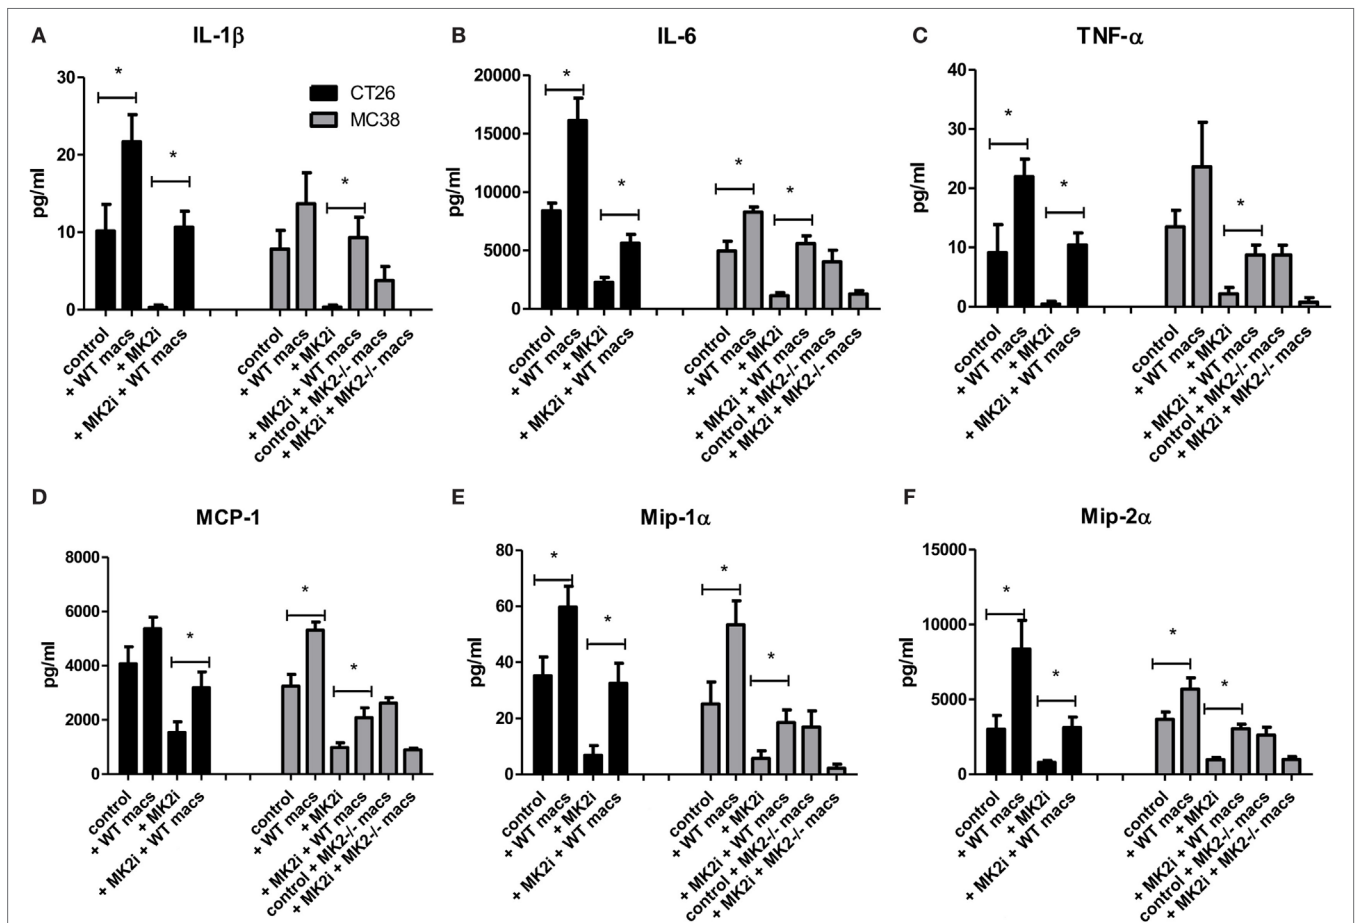 A
IL-1β
*
*
*
CT26
MC38
30
20
10
0
pg/ml
control
+ WT macs
+ MK2i
+ MK2i + WT macs
control
+ WT macs
+ MK2i
+ MK2i + WT macs
control + MK2-/- macs
+ MK2i + MK2-/- macs
B
IL-6
*
*
*
*
20000
15000
10000
5000
0
pg/ml
control
+ WT macs
+ MK2i
+ MK2i + WT macs
control
+ WT macs
+ MK2i
+ MK2i + WT macs
control + MK2-/- macs
+ MK2i + MK2-/- macs
C
TNF-α
*
*
*
40
30
20
10
0
pg/ml
control
+ WT macs
+ MK2i
+ MK2i + WT macs
control
+ WT macs
+ MK2i
+ MK2i + WT macs
control + MK2-/- macs
+ MK2i + MK2-/- macs
D
MCP-1
*
*
*
8000
6000
4000
2000
0
pg/ml
control
+ WT macs
+ MK2i
+ MK2i + WT macs
control
+ WT macs
+ MK2i
+ MK2i + WT macs
control + MK2-/- macs
+ MK2i + MK2-/- macs
E
Mip-1α
*
*
*
*
80
60
40
20
0
pg/ml
control
+ WT macs
+ MK2i
+ MK2i + WT macs
control
+ WT macs
+ MK2i
+ MK2i + WT macs
control + MK2-/- macs
+ MK2i + MK2-/- macs
F
Mip-2α
*
*
*
*
15000
10000
5000
0
pg/ml
control
+ WT macs
+ MK2i
+ MK2i + WT macs
control
+ WT macs
+ MK2i
+ MK2i + WT macs
control + MK2-/- macs
+ MK2i + MK2-/- macs